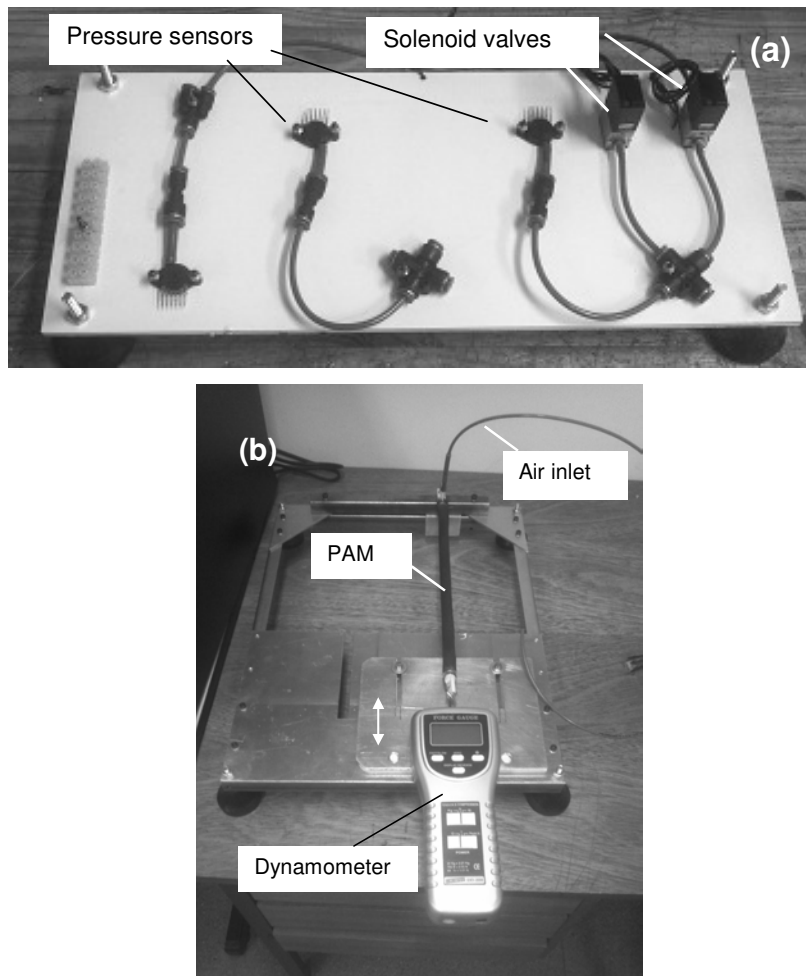 Pressure sensors
Solenoid valves
(a)
(b)
Air inlet
PAM
FORCE GAUGE
Dynamometer